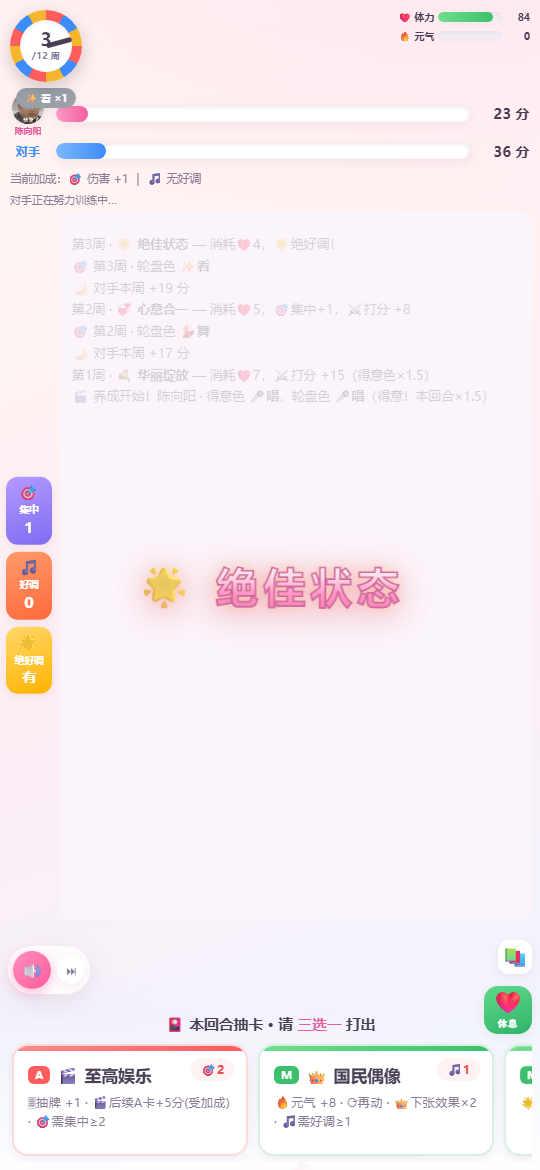 3
/12 周
❤️ 体力 84
🔥 元气 0
✨ 看 ×1
陈向阳
23 分
对手
36 分
当前加成: 🎯 伤害 +1 | 🎵 无好调
对手正在努力训练中...
第3周 · 🌟 绝佳状态 — 消耗❤️4, 🌟绝好调!
🎯 第3周 · 轮盘色 ✨看
🌙 对手本周 +19 分
第2周 · 💞 心意合一 — 消耗❤️5, 🎯集中+1, ⚔打分 +8
🎯 第2周 · 轮盘色 💃舞
🌙 对手本周 +17 分
第1周 · 💐 华丽绽放 — 消耗❤️7, ⚔打分 +15（得意色×1.5）
🎬 养成开始! 陈向阳 · 得意色 🎤唱, 轮盘色 🎤唱（得意! 本回合×1.5）
🎯
集中
1
🎵
好调
0
🌟
绝好调
有
🌟 绝佳状态
休息
🎴 本回合抽卡 • 请 三选一 打出
A 🎬 至高娱乐 🎯2
🂠抽牌 +1 · 🎬后续A卡+5分(受加成)
· 🎯需集中≥2
M 👑 国民偶像 🎵1
🔥元气 +8 · ⟳再动 · 👑下张效果×2
· 🎵需好调≥1